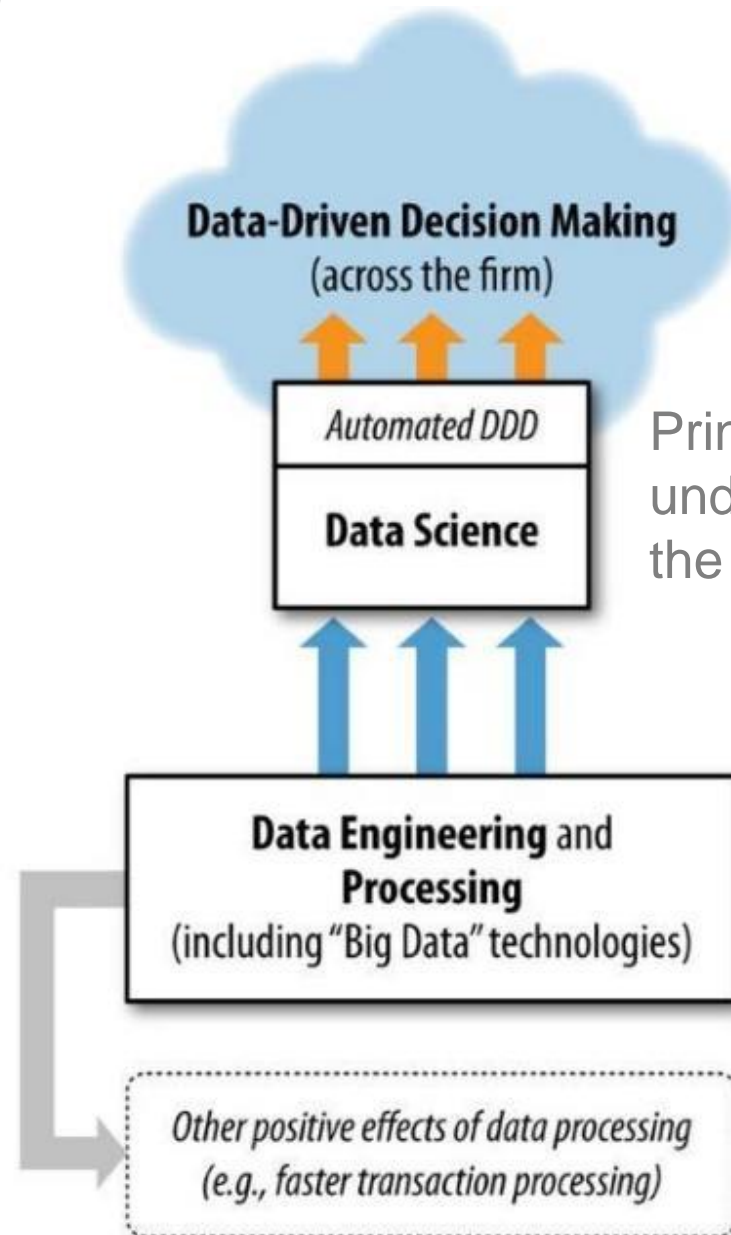 Data-Driven Decision Making
(across the firm)
Automated DDD
Data Science
the
Data Engineering and
Processing
(including “Big Data” technologies)
Other positive effects of data processing
(e.g., faster transaction processing)